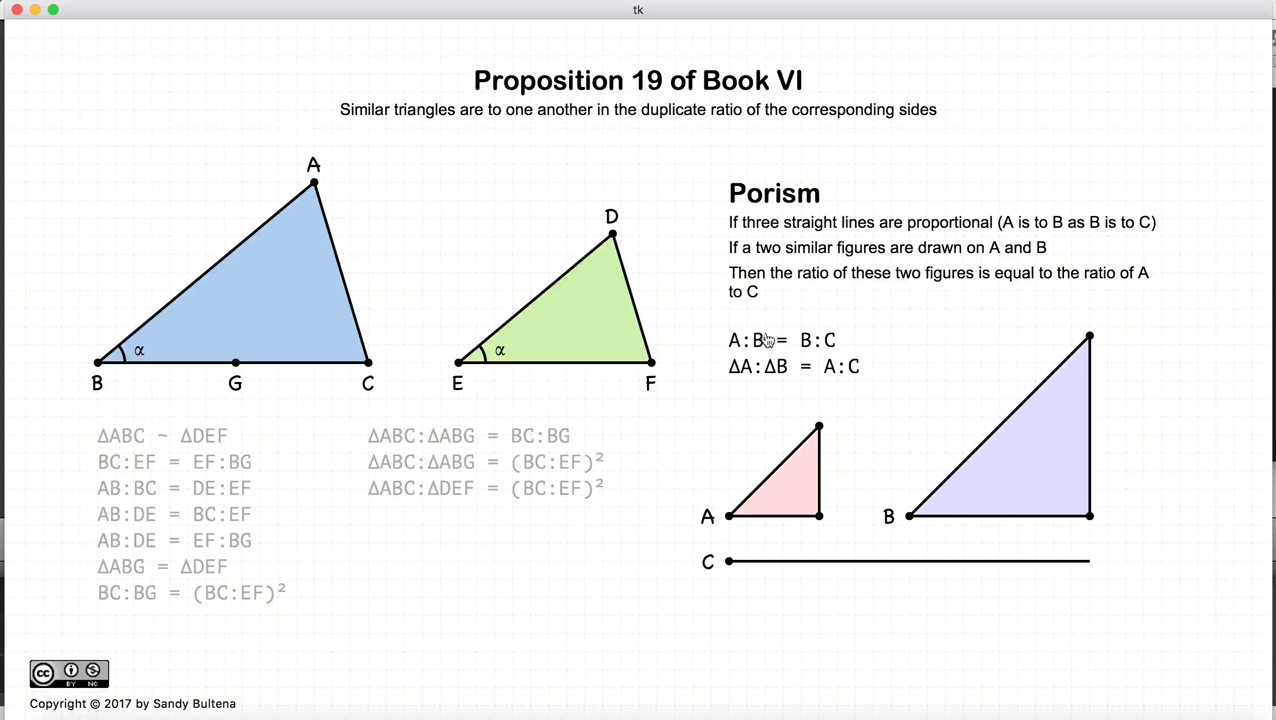 tk
Proposition 19 of Book VI
Similar triangles are to one another in the duplicate ratio of the corresponding sides
A
D
α
α
B
G
C
E
F
Porism
If three straight lines are proportional (A is to B as B is to C)
If a two similar figures are drawn on A and B
Then the ratio of these two figures is equal to the ratio of A
to C
A:B = B:C
ΔA:ΔB = A:C
A
B
C
ΔABC ~ ΔDEF
BC:EF = EF:BG
AB:BC = DE:EF
AB:DE = BC:EF
AB:DE = EF:BG
ΔABG = ΔDEF
BC:BG = (BC:EF)²
ΔABC:ΔABG = BC:BG
ΔABC:ΔABG = (BC:EF)²
ΔABC:ΔDEF = (BC:EF)²
cc
BY NC
Copyright © 2017 by Sandy Bultena